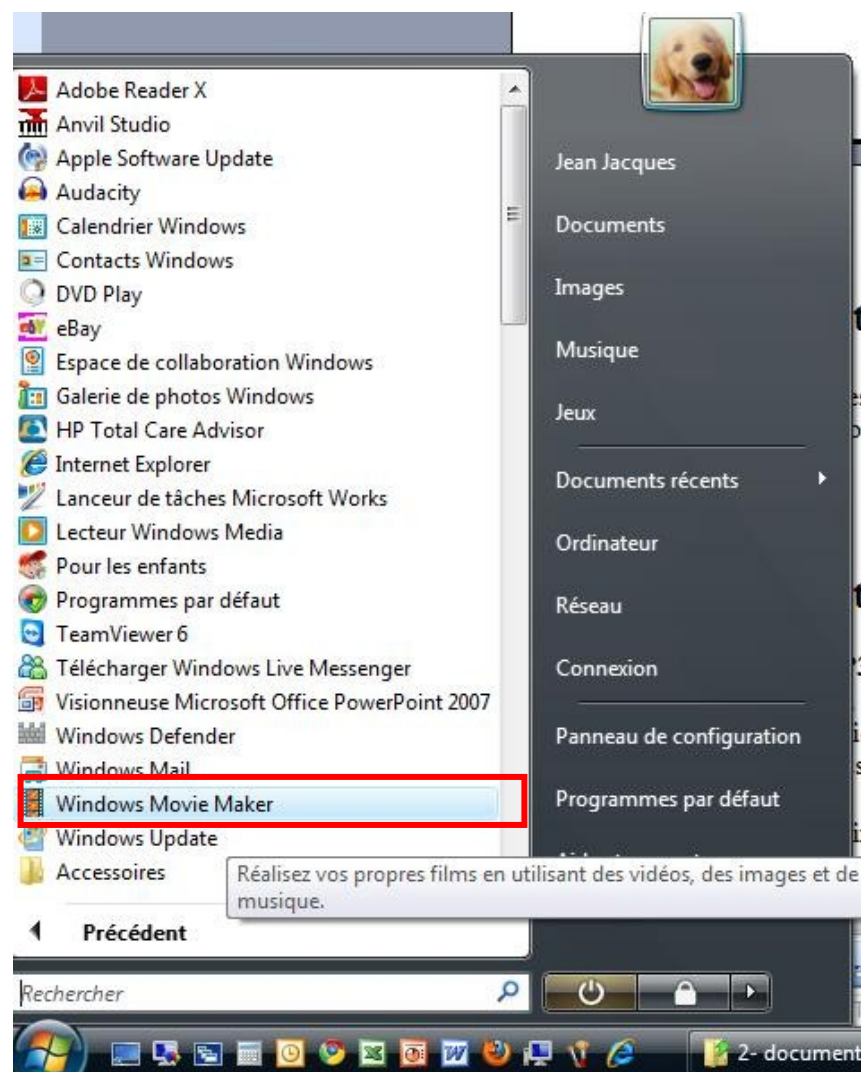 Adobe Reader X
Anvil Studio
Apple Software Update
Audacity
Calendrier Windows
Contacts Windows
DVD Play
eBay
Espace de collaboration Windows
Galerie de photos Windows
HP Total Care Advisor
Internet Explorer
Lanceur de tâches Microsoft Works
Lecteur Windows Media
Pour les enfants
Programmes par défaut
TeamViewer 6
Télécharger Windows Live Messenger
Visionneuse Microsoft Office PowerPoint 2007
Windows Defender
Windows Mail
Windows Movie Maker
Windows Update
Accessoires
Réalisez vos propres films en utilisant des vidéos, des images et de
musique.
Précédent
Rechercher
Jean Jacques
Documents
Images
Musique
Jeux
Documents récents
Ordinateur
Réseau
Connexion
Panneau de configuration
Programmes par défaut
2- document